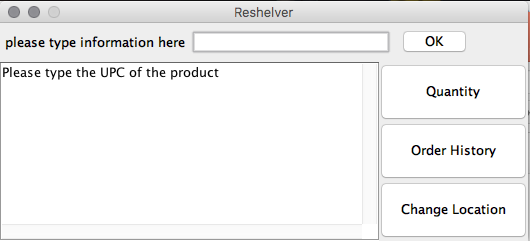 Reshelver
please type information here
OK
Please type the UPC of the product
Quantity
Order History
Change Location